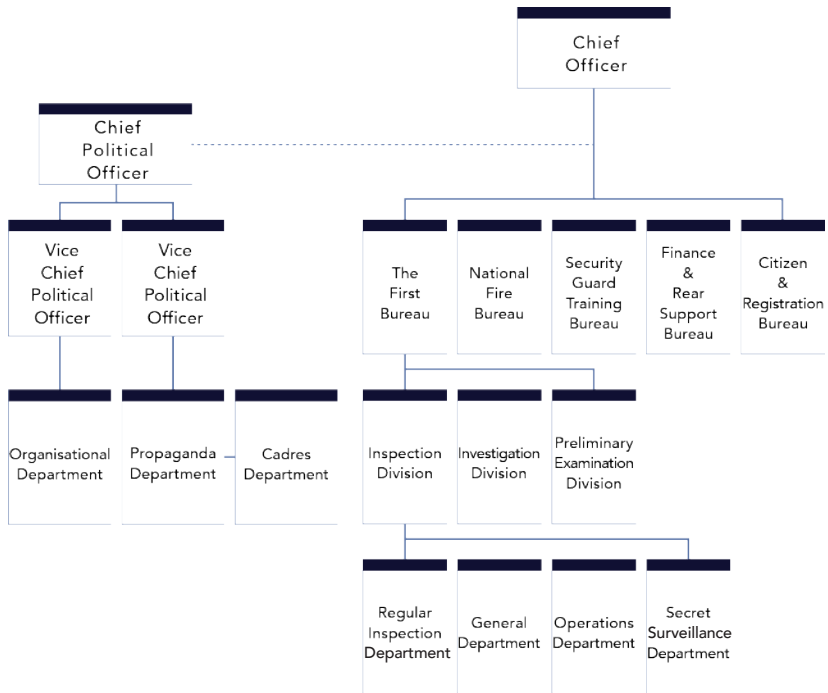 Chief
Officer
Chief
Political
Officer
Vice
Chief
Political
Officer
Vice
Chief
Political
Officer
The
First
Bureau
National
Fire
Bureau
Security
Guard
Training
Bureau
Finance
&
Rear
Support
Bureau
Citizen
&
Registration
Bureau
Organisational
Department
Propaganda
Department
Cadres
Department
Inspection
Division
Investigation
Division
Preliminary
Examination
Division
Regular
Inspection
Department
General
Department
Operations
Department
Secret
Surveillance
Department